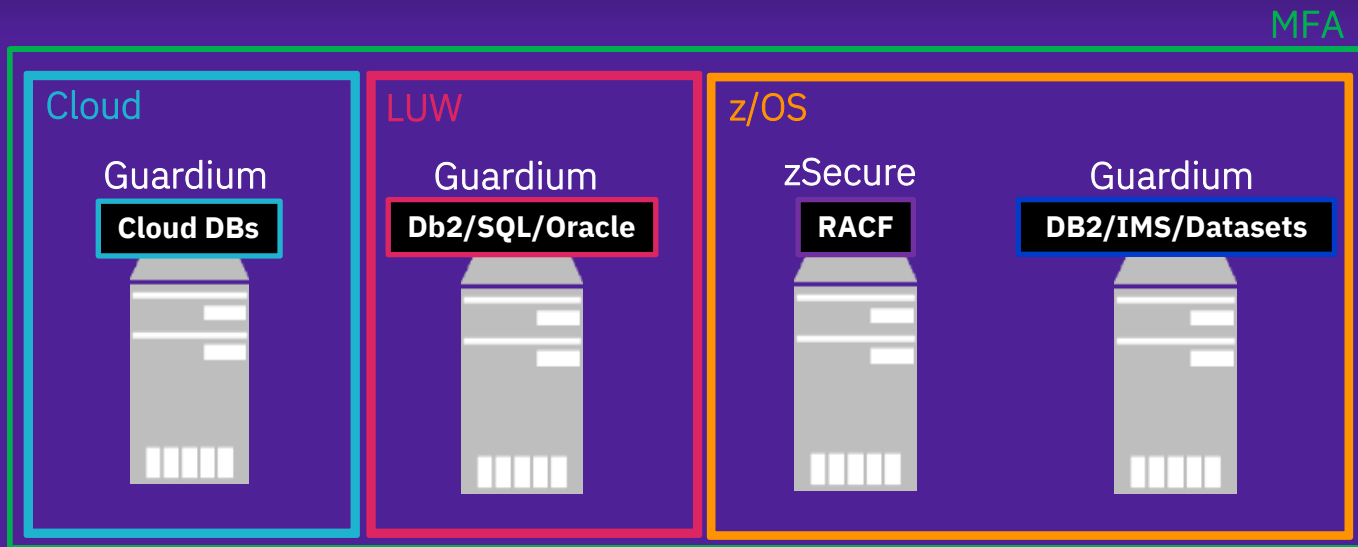 MFA
Cloud
Guardium
Cloud DBs
LUW
Guardium
Db2/SQL/Oracle
z/OS
zSecure
RACF
Guardium
DB2/IMS/Datasets